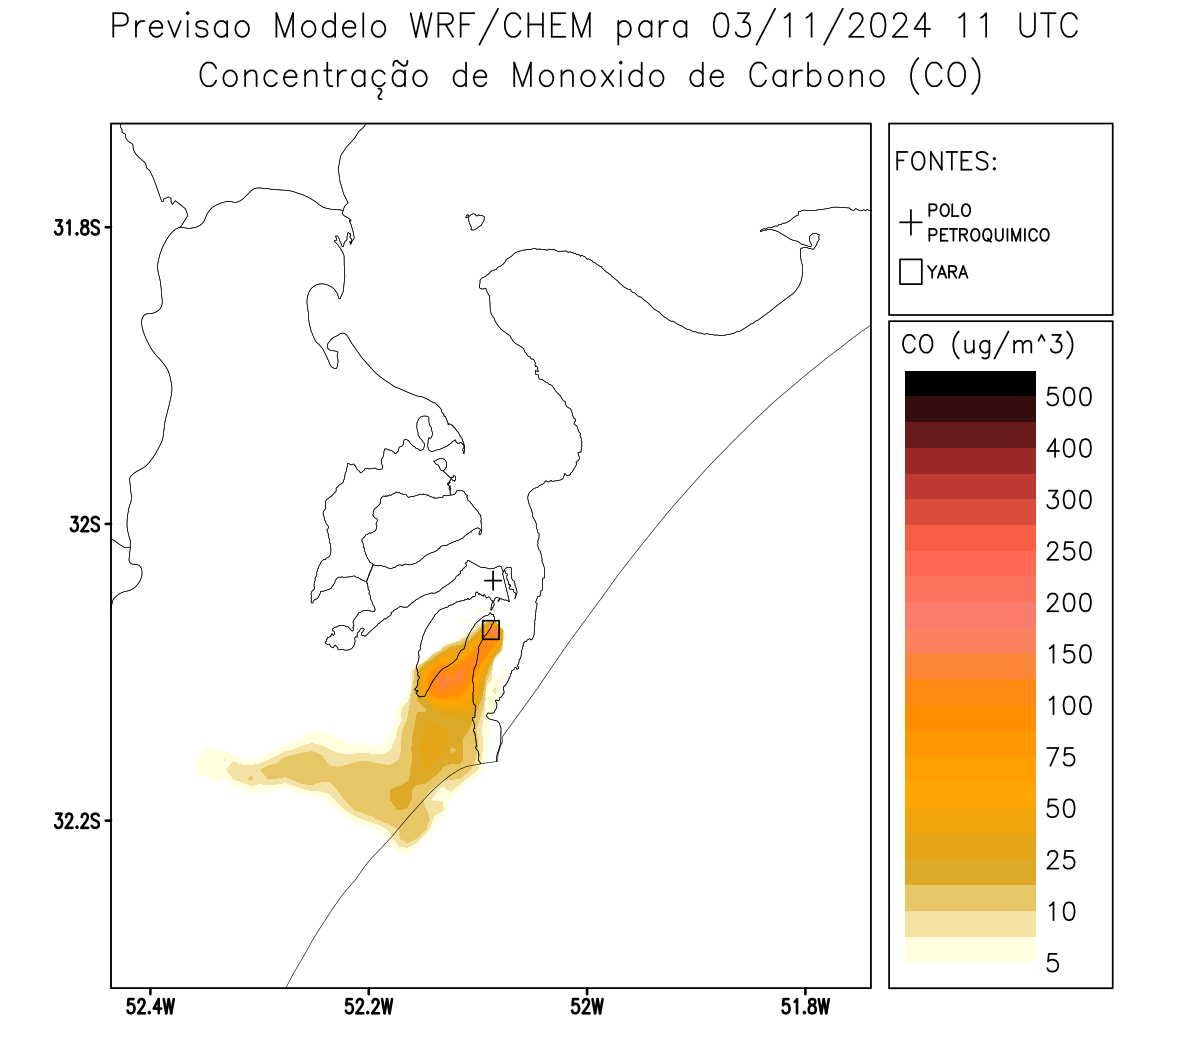 Previsao Modelo WRF/CHEM para 03/11/2024 11 UTC
Concentração de Monoxido de Carbono (CO)
FONTES:
POLO
PETROQUIMICO
YARA
CO (ug/m^3)
500
400
300
250
200
150
100
75
50
25
10
5
31.8S
32S
32.2S
52.4W
52.2W
52W
51.8W